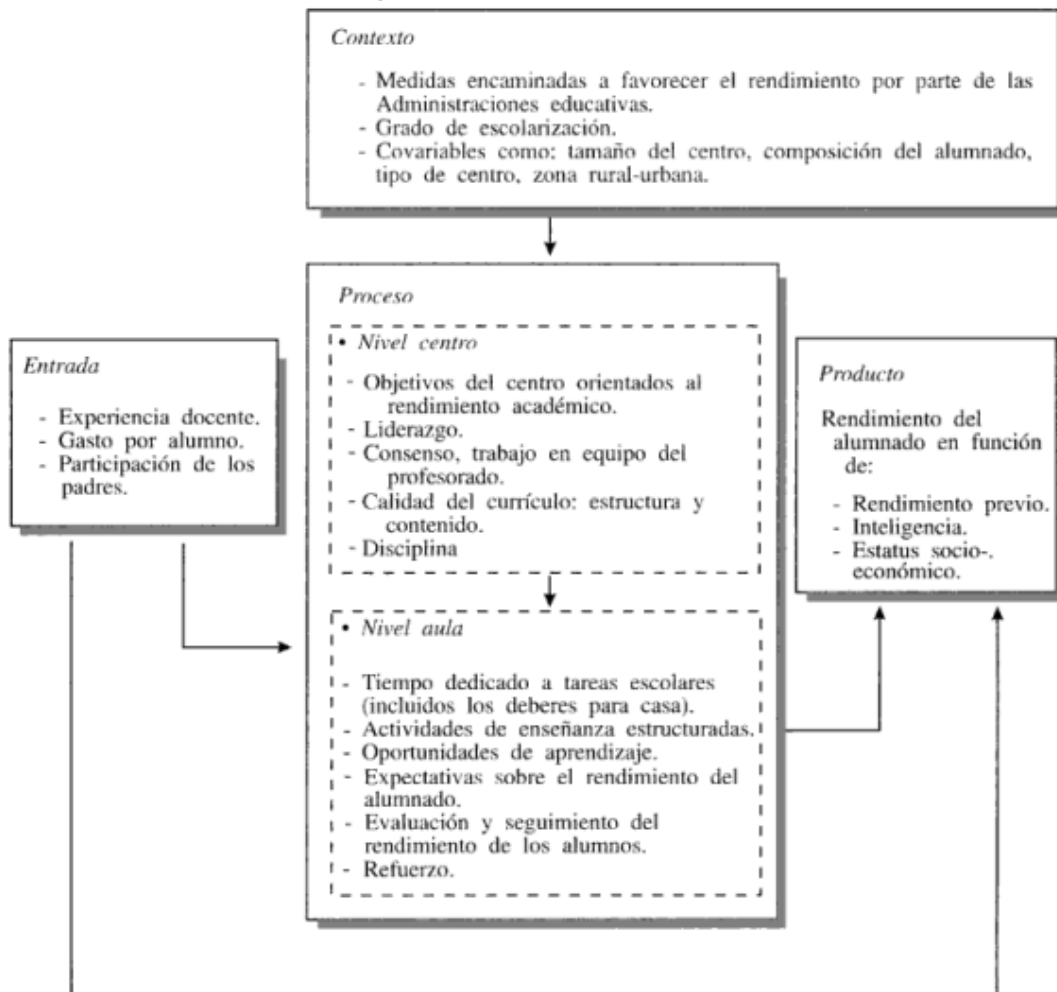 Contexto
- Medidas encaminadas a favorecer el rendimiento por parte de las
Administraciones educativas.
- Grado de escolarización.
- Covariables como: tamaño del centro, composición del alumnado,
tipo de centro, zona rural-urbana.
Proceso
• Nivel centro
- Objetivos del centro orientados al
rendimiento académico.
- Liderazgo.
- Consenso, trabajo en equipo del
profesorado.
- Calidad del currículo: estructura y
contenido.
- Disciplina
• Nivel aula
- Tiempo dedicado a tareas escolares
(incluidos los deberes para casa).
- Actividades de enseñanza estructuradas.
- Oportunidades de aprendizaje.
- Expectativas sobre el rendimiento del
alumnado.
- Evaluación y seguimiento del
rendimiento de los alumnos.
- Refuerzo.
Entrada
- Experiencia docente.
- Gasto por alumno.
- Participación de los
padres.
Producto
Rendimiento del
alumnado en función
de:
- Rendimiento previo.
- Inteligencia.
- Estatus socio-.
económico.